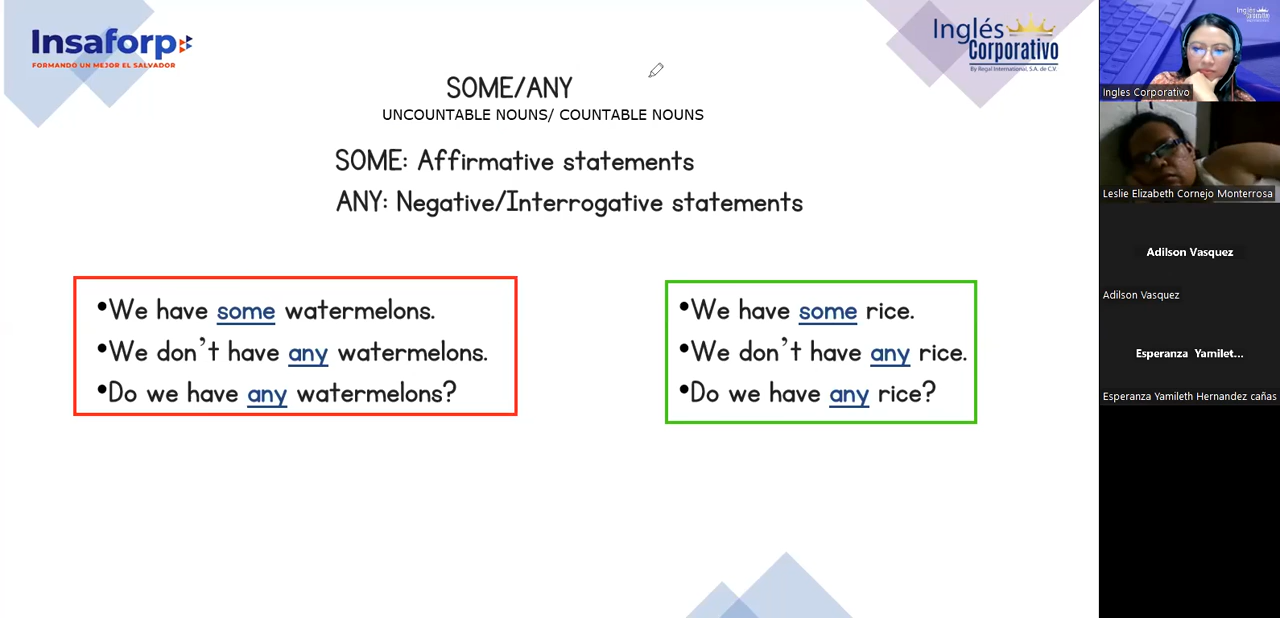 Insaforp
FORMANDO UN MEJOR EL SALVADOR
Inglés
Corporativo
By Regal International, S.A. de C.V.
SOME/ANY
UNCOUNTABLE NOUNS/ COUNTABLE NOUNS
SOME: Affirmative statements
ANY: Negative/Interrogative statements
•We have some watermelons.
•We don't have any watermelons.
•Do we have any watermelons?
•We have some rice.
•We don't have any rice.
•Do we have any rice?
Inglés
Ingles Corporativo
Leslie Elizabeth Cornejo Monterrosa
Adilson Vasquez
Adilson Vasquez
Esperanza Yamilet...
Esperanza Yamileth Hernandez cañas